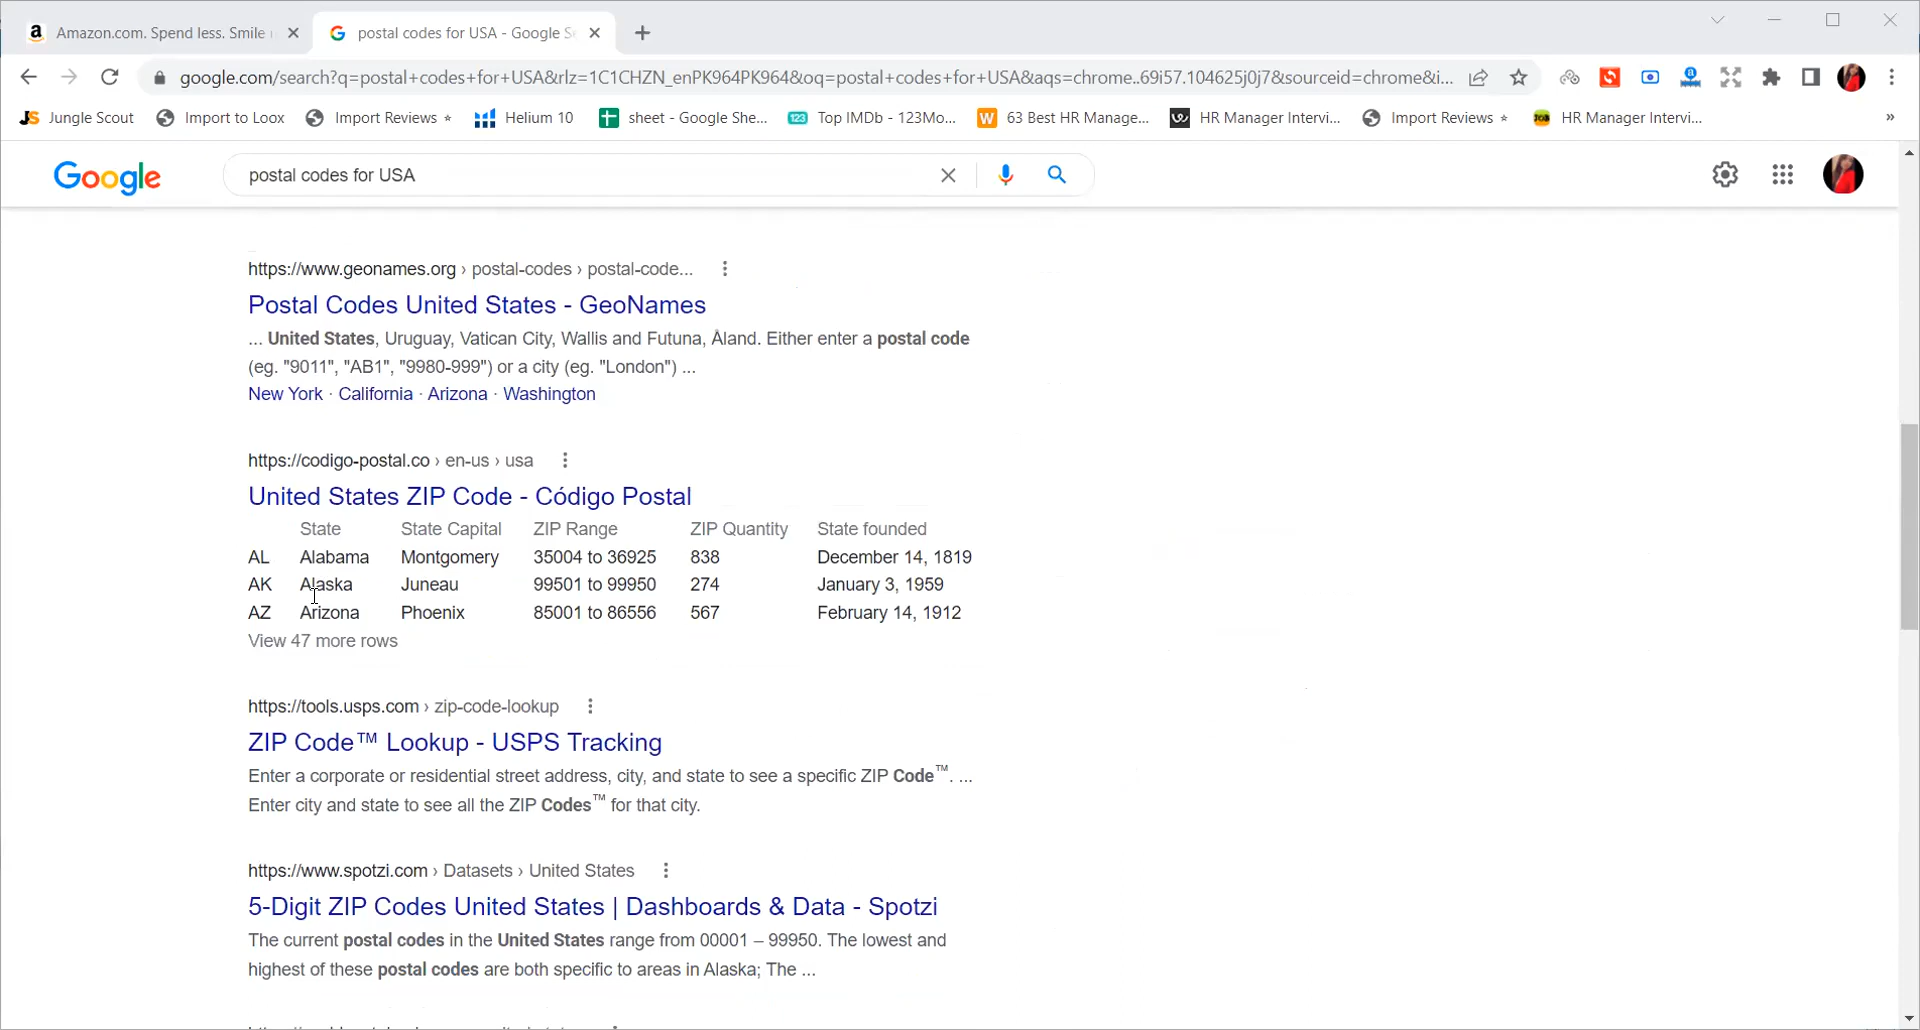 Amazon.com. Spend less. Smile
postal codes for USA - Google Se
google.com/search?q=postal+codes+for+USA&rlz=1C1CHZN_enPK964PK964&oq=postal+codes+for+USA&aqs=chrome..69i57.104625j0j7&sourceid=chrome&i...
JS Jungle Scout
Import to Loox
Import Reviews ⭑
Helium 10
sheet - Google She...
123 Top IMDb - 123Mo...
W 63 Best HR Manage...
HR Manager Intervi...
Import Reviews ⭑
JOB HR Manager Intervi...
»
Google
postal codes for USA
https://www.geonames.org › postal-codes › postal-code...
Postal Codes United States - GeoNames
... United States, Uruguay, Vatican City, Wallis and Futuna, Åland. Either enter a postal code
(eg. "9011", "AB1", "9980-999") or a city (eg. "London") ...
New York · California · Arizona · Washington
https://codigo-postal.co › en-us › usa
United States ZIP Code - Código Postal
State State Capital ZIP Range ZIP Quantity State founded
AL Alabama Montgomery 35004 to 36925 838 December 14, 1819
AK Alaska Juneau 99501 to 99950 274 January 3, 1959
AZ Arizona Phoenix 85001 to 86556 567 February 14, 1912
View 47 more rows
https://tools.usps.com › zip-code-lookup
ZIP Code™ Lookup - USPS Tracking
Enter a corporate or residential street address, city, and state to see a specific ZIP Code™. ...
Enter city and state to see all the ZIP Codes™ for that city.
https://www.spotzi.com › Datasets › United States
5-Digit ZIP Codes United States | Dashboards & Data - Spotzi
The current postal codes in the United States range from 00001 – 99950. The lowest and
highest of these postal codes are both specific to areas in Alaska; The ...